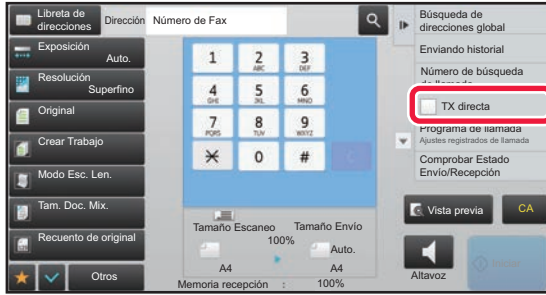 Libreta de
direcciones
Dirección
Número de Fax
Exposición
Auto.
Resolución
Superfino
Original
Crear Trabajo
Modo Esc. Len.
Tam. Doc. Mix.
Recuento de original
Otros
1
2
ABC
3
DEF
4
GHI
5
JKL
6
MNO
7
PQRS
8
TUV
9
WXYZ
0
#
C
Tamaño Escaneo
Tamaño Envío
100%
Auto.
A4
A4
Memoria recepción : 100%
Búsqueda de
direcciones global
Enviando historial
Número de búsqueda
de llamada
TX directa
Programa de llamada
Ajustes registrados de llamada
Comprobar Estado
Envío/Recepción
Vista previa
CA
Altavoz